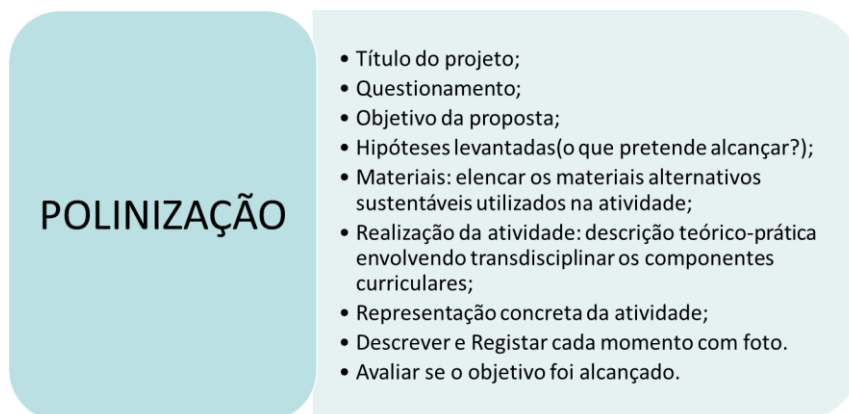 POLINIZAÇÃO
• Título do projeto;
• Questionamento;
• Objetivo da proposta;
• Hipóteses levantadas(o que pretende alcançar?);
• Materiais: elencar os materiais alternativos
sustentáveis utilizados na atividade;
• Realização da atividade: descrição teórico-prática
envolvendo transdisciplinar os componentes
curriculares;
• Representação concreta da atividade;
• Descrever e Registar cada momento com foto.
• Avaliar se o objetivo foi alcançado.